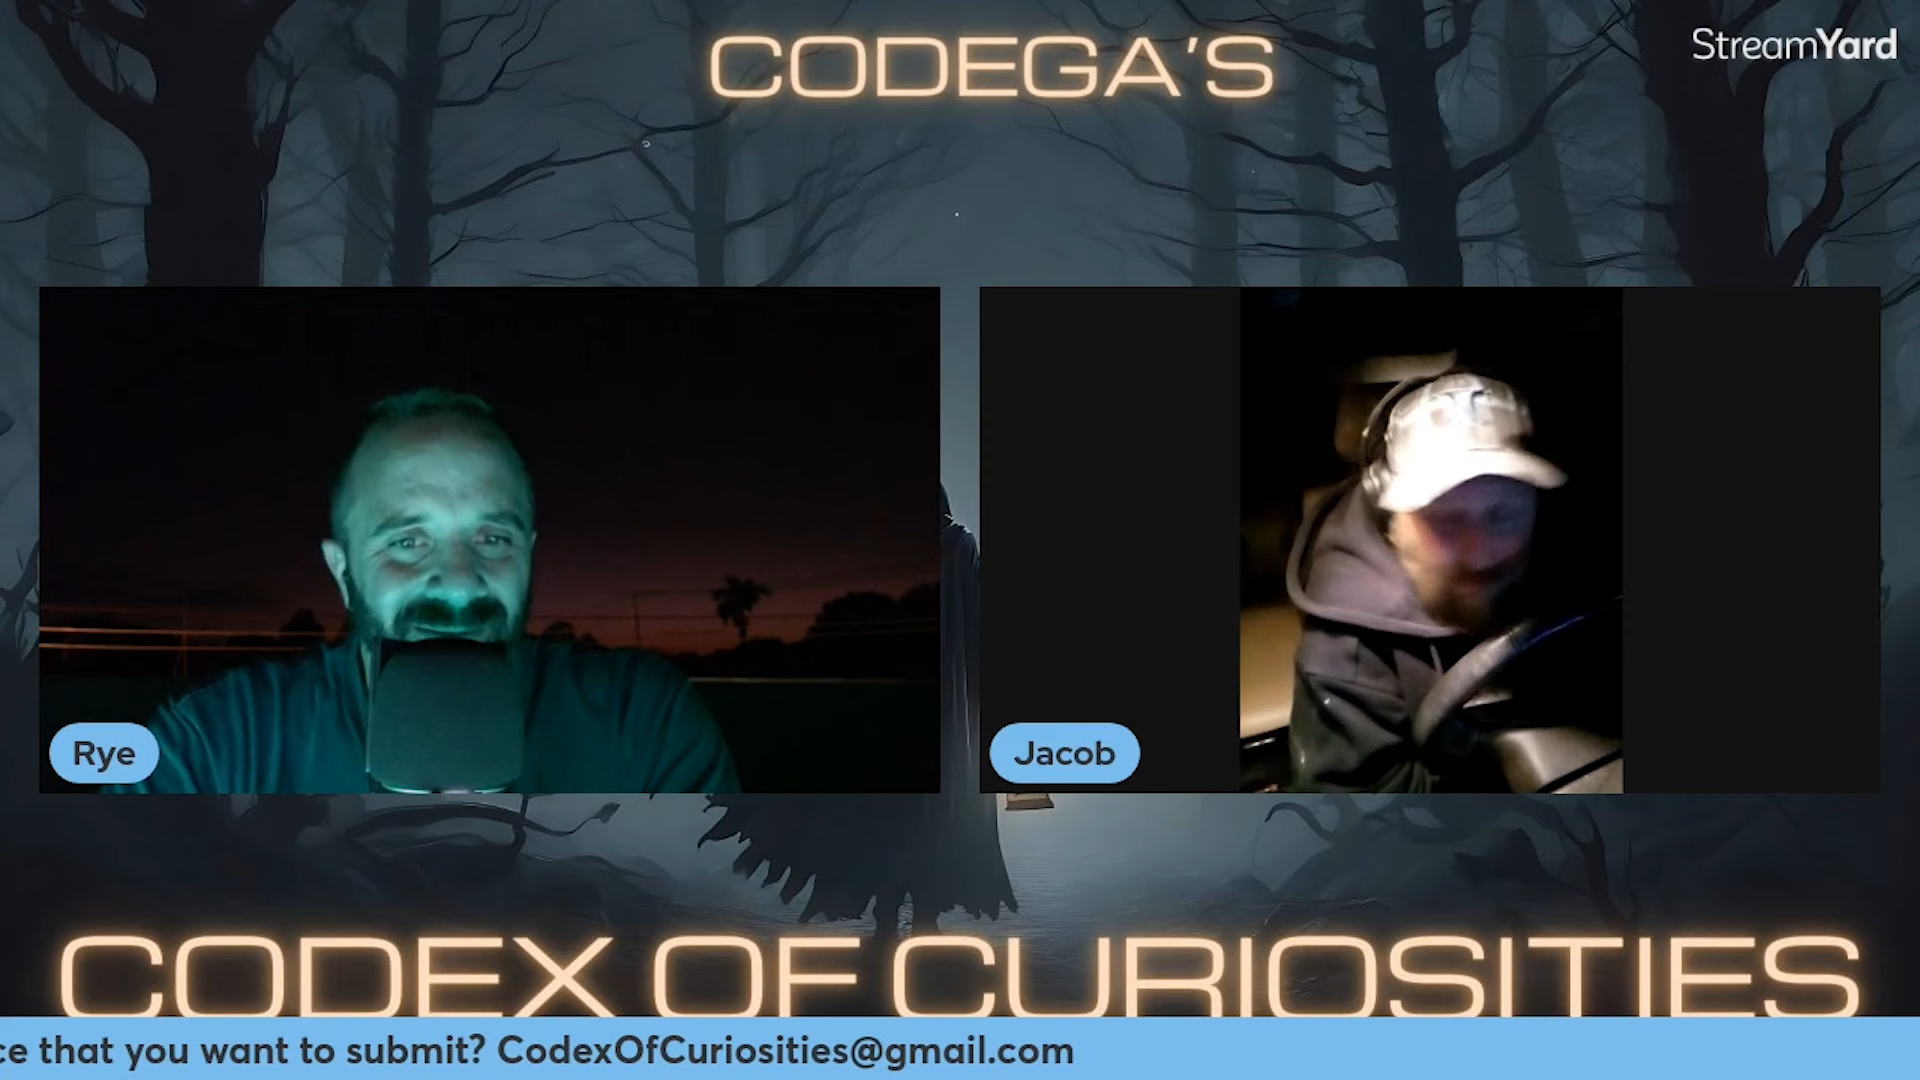 CODEGA'S
StreamYard
Rye
Jacob
CODEX OF CURIOSITIES
ce that you want to submit? CodexOfCuriosities@gmail.com